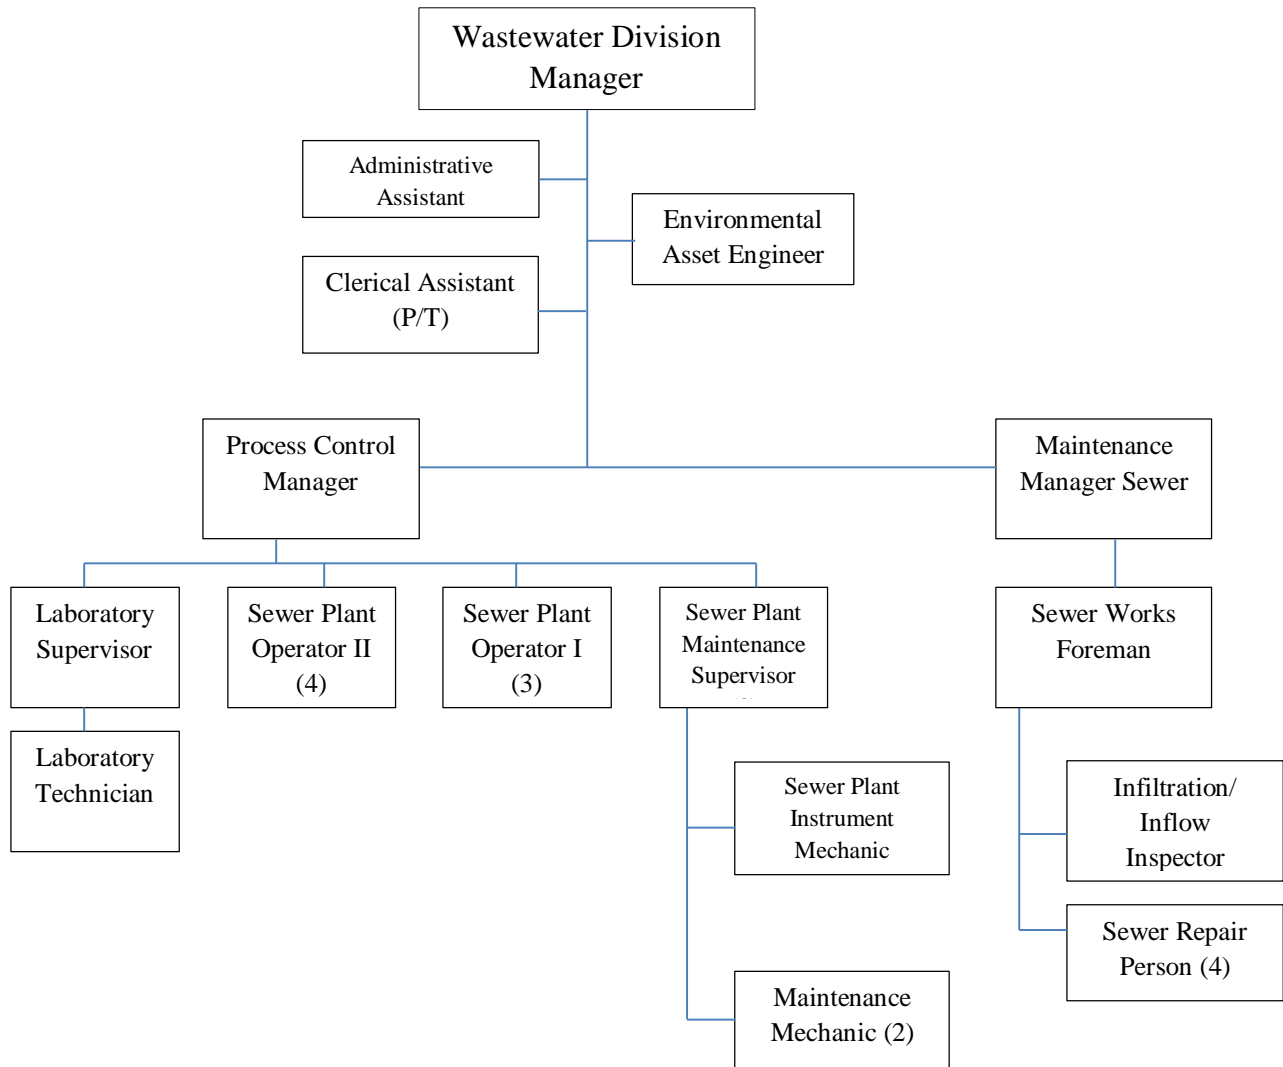 Wastewater Division
Manager
Administrative
Assistant
Environmental
Asset Engineer
Clerical Assistant
(P/T)
Process Control
Manager
Maintenance
Manager Sewer
Laboratory
Supervisor
Sewer Plant
Operator II
(4)
Sewer Plant
Operator I
(3)
Sewer Plant
Maintenance
Supervisor
Sewer Works
Foreman
Laboratory
Technician
Sewer Plant
Instrument
Mechanic
Infiltration/
Inflow
Inspector
Sewer Repair
Person (4)
Maintenance
Mechanic (2)